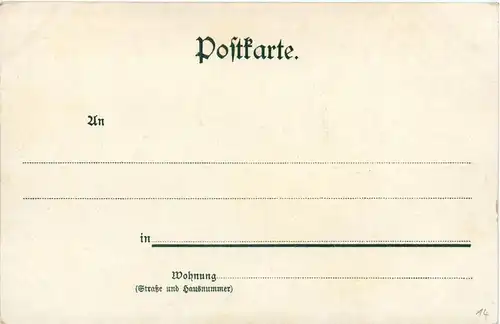 Postkarte.
An
in
Wohnung
(Straße und Hausnummer)
14